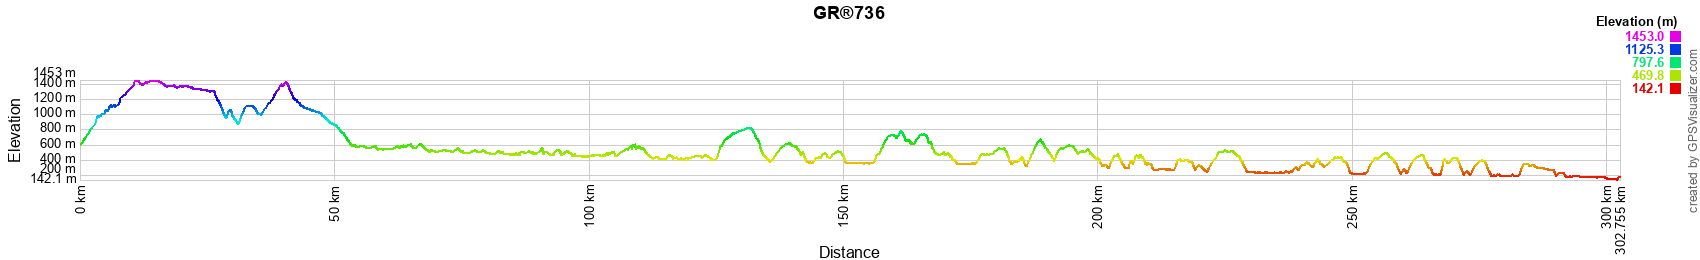 GR®736
Elevation (m)
1453.0
1125.3
797.6
469.8
142.1
1453 m
1400 m
1200 m
1000 m
800 m
600 m
400 m
200 m
142.1 m
Elevation
0 km
50 km
100 km
150 km
200 km
250 km
300 km
302.755 km
Distance
created by GPSVisualizer.com